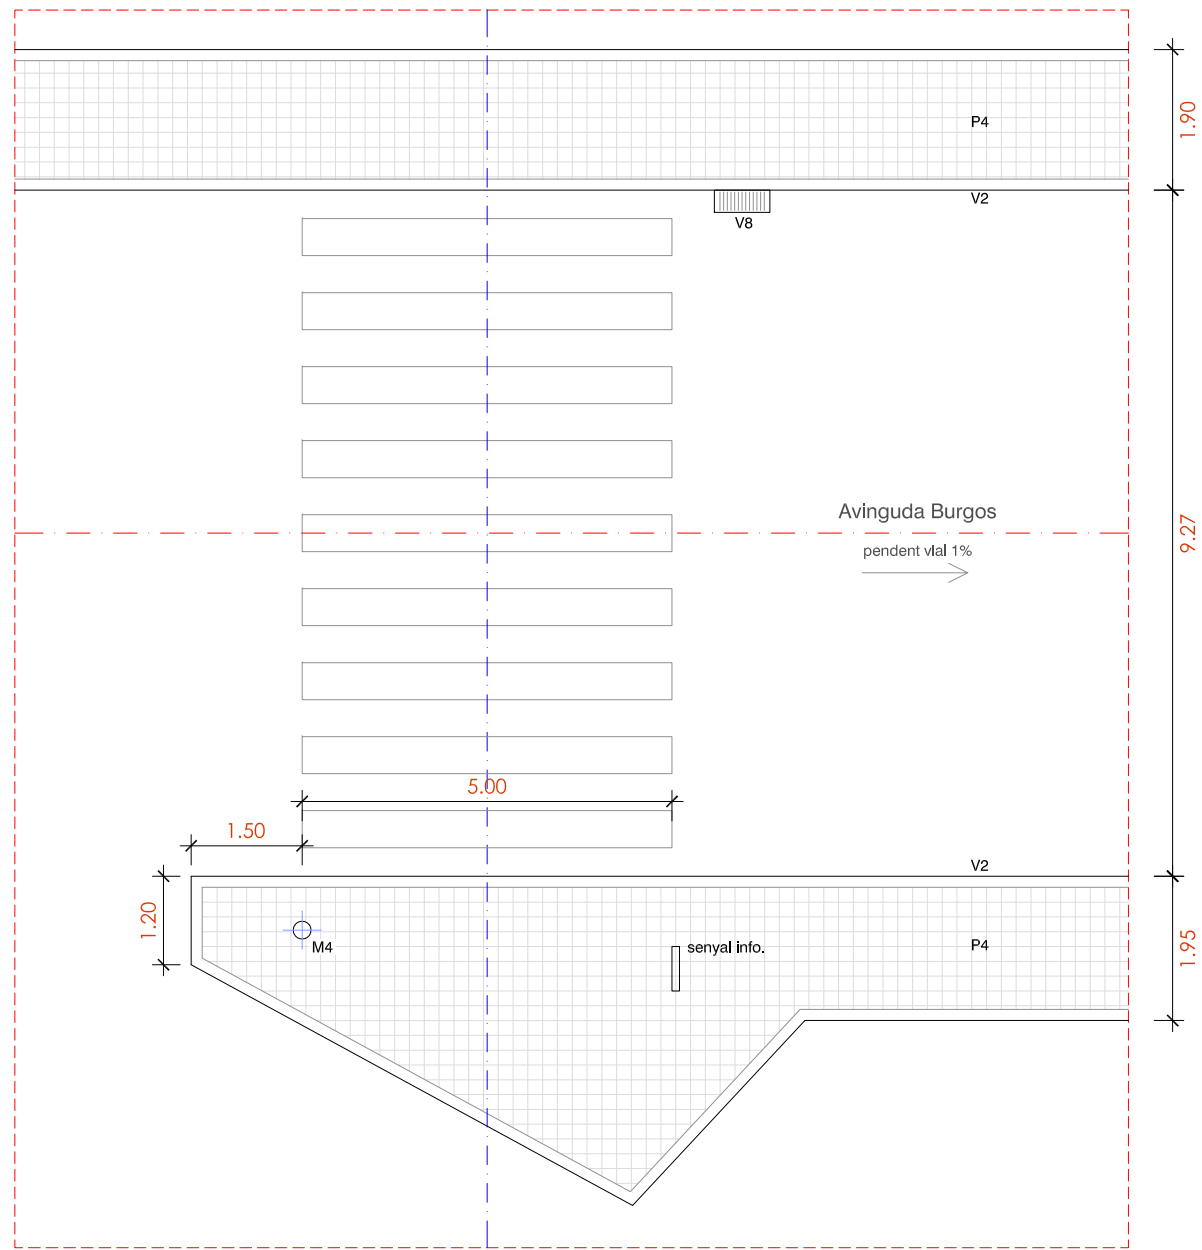 1.90
P4
V2
V8
Avinguda Burgos
9.27
pendent vial 1%
5.00
1.50
V2
1.20
M4
senyal info.
P4
1.95